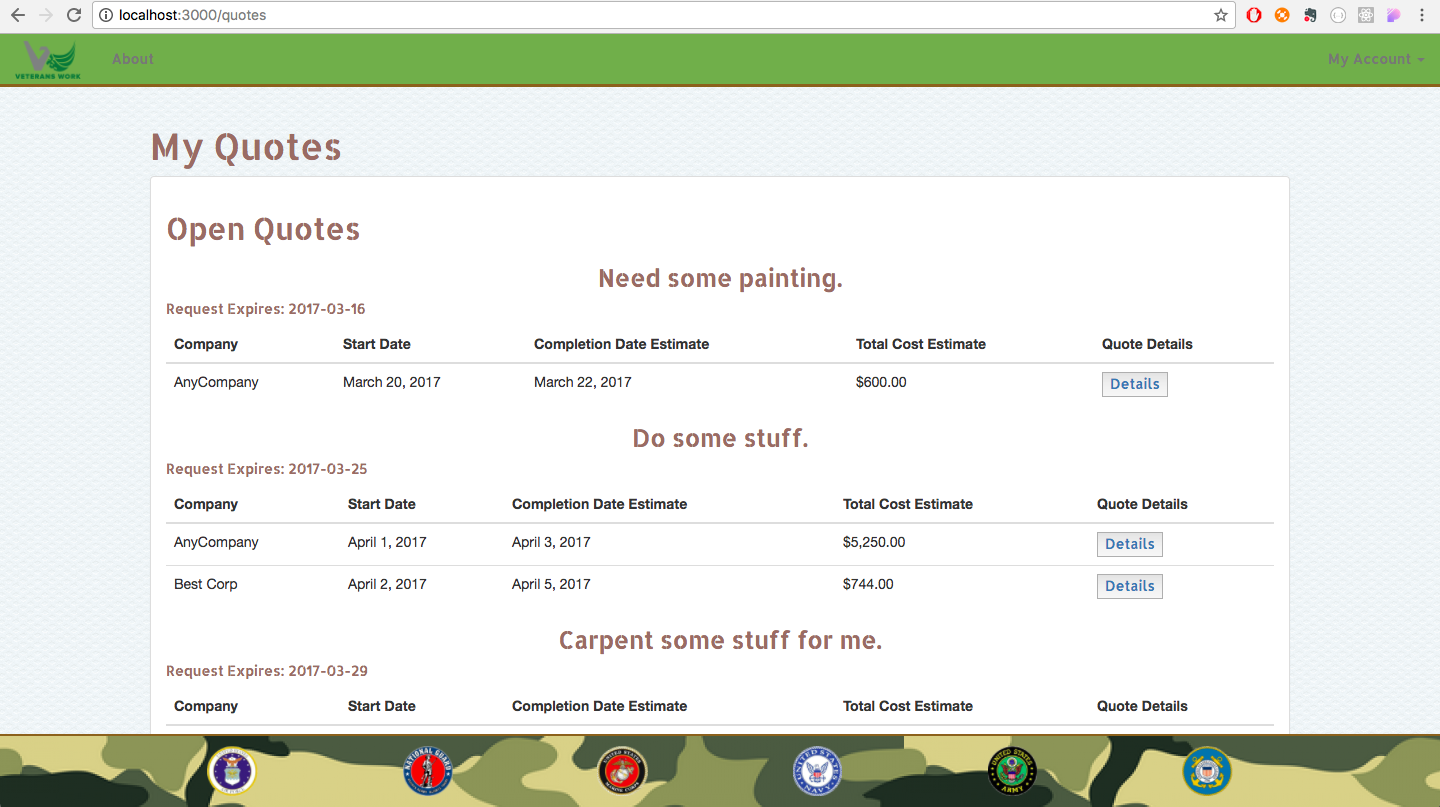 localhost:3000/quotes
VETERANS WORK
About
My Account
My Quotes
Open Quotes
Need some painting.
Request Expires: 2017-03-16
Company Start Date Completion Date Estimate Total Cost Estimate Quote Details
AnyCompany March 20, 2017 March 22, 2017 $600.00 Details
Do some stuff.
Request Expires: 2017-03-25
Company Start Date Completion Date Estimate Total Cost Estimate Quote Details
AnyCompany April 1, 2017 April 3, 2017 $5,250.00 Details
Best Corp April 2, 2017 April 5, 2017 $744.00 Details
Carpent some stuff for me.
Request Expires: 2017-03-29
Company Start Date Completion Date Estimate Total Cost Estimate Quote Details
NATIONAL GUARD
UNITED STATES
MARINE CORPS
UNITED STATES
NAVY
UNITED STATES
ARMY